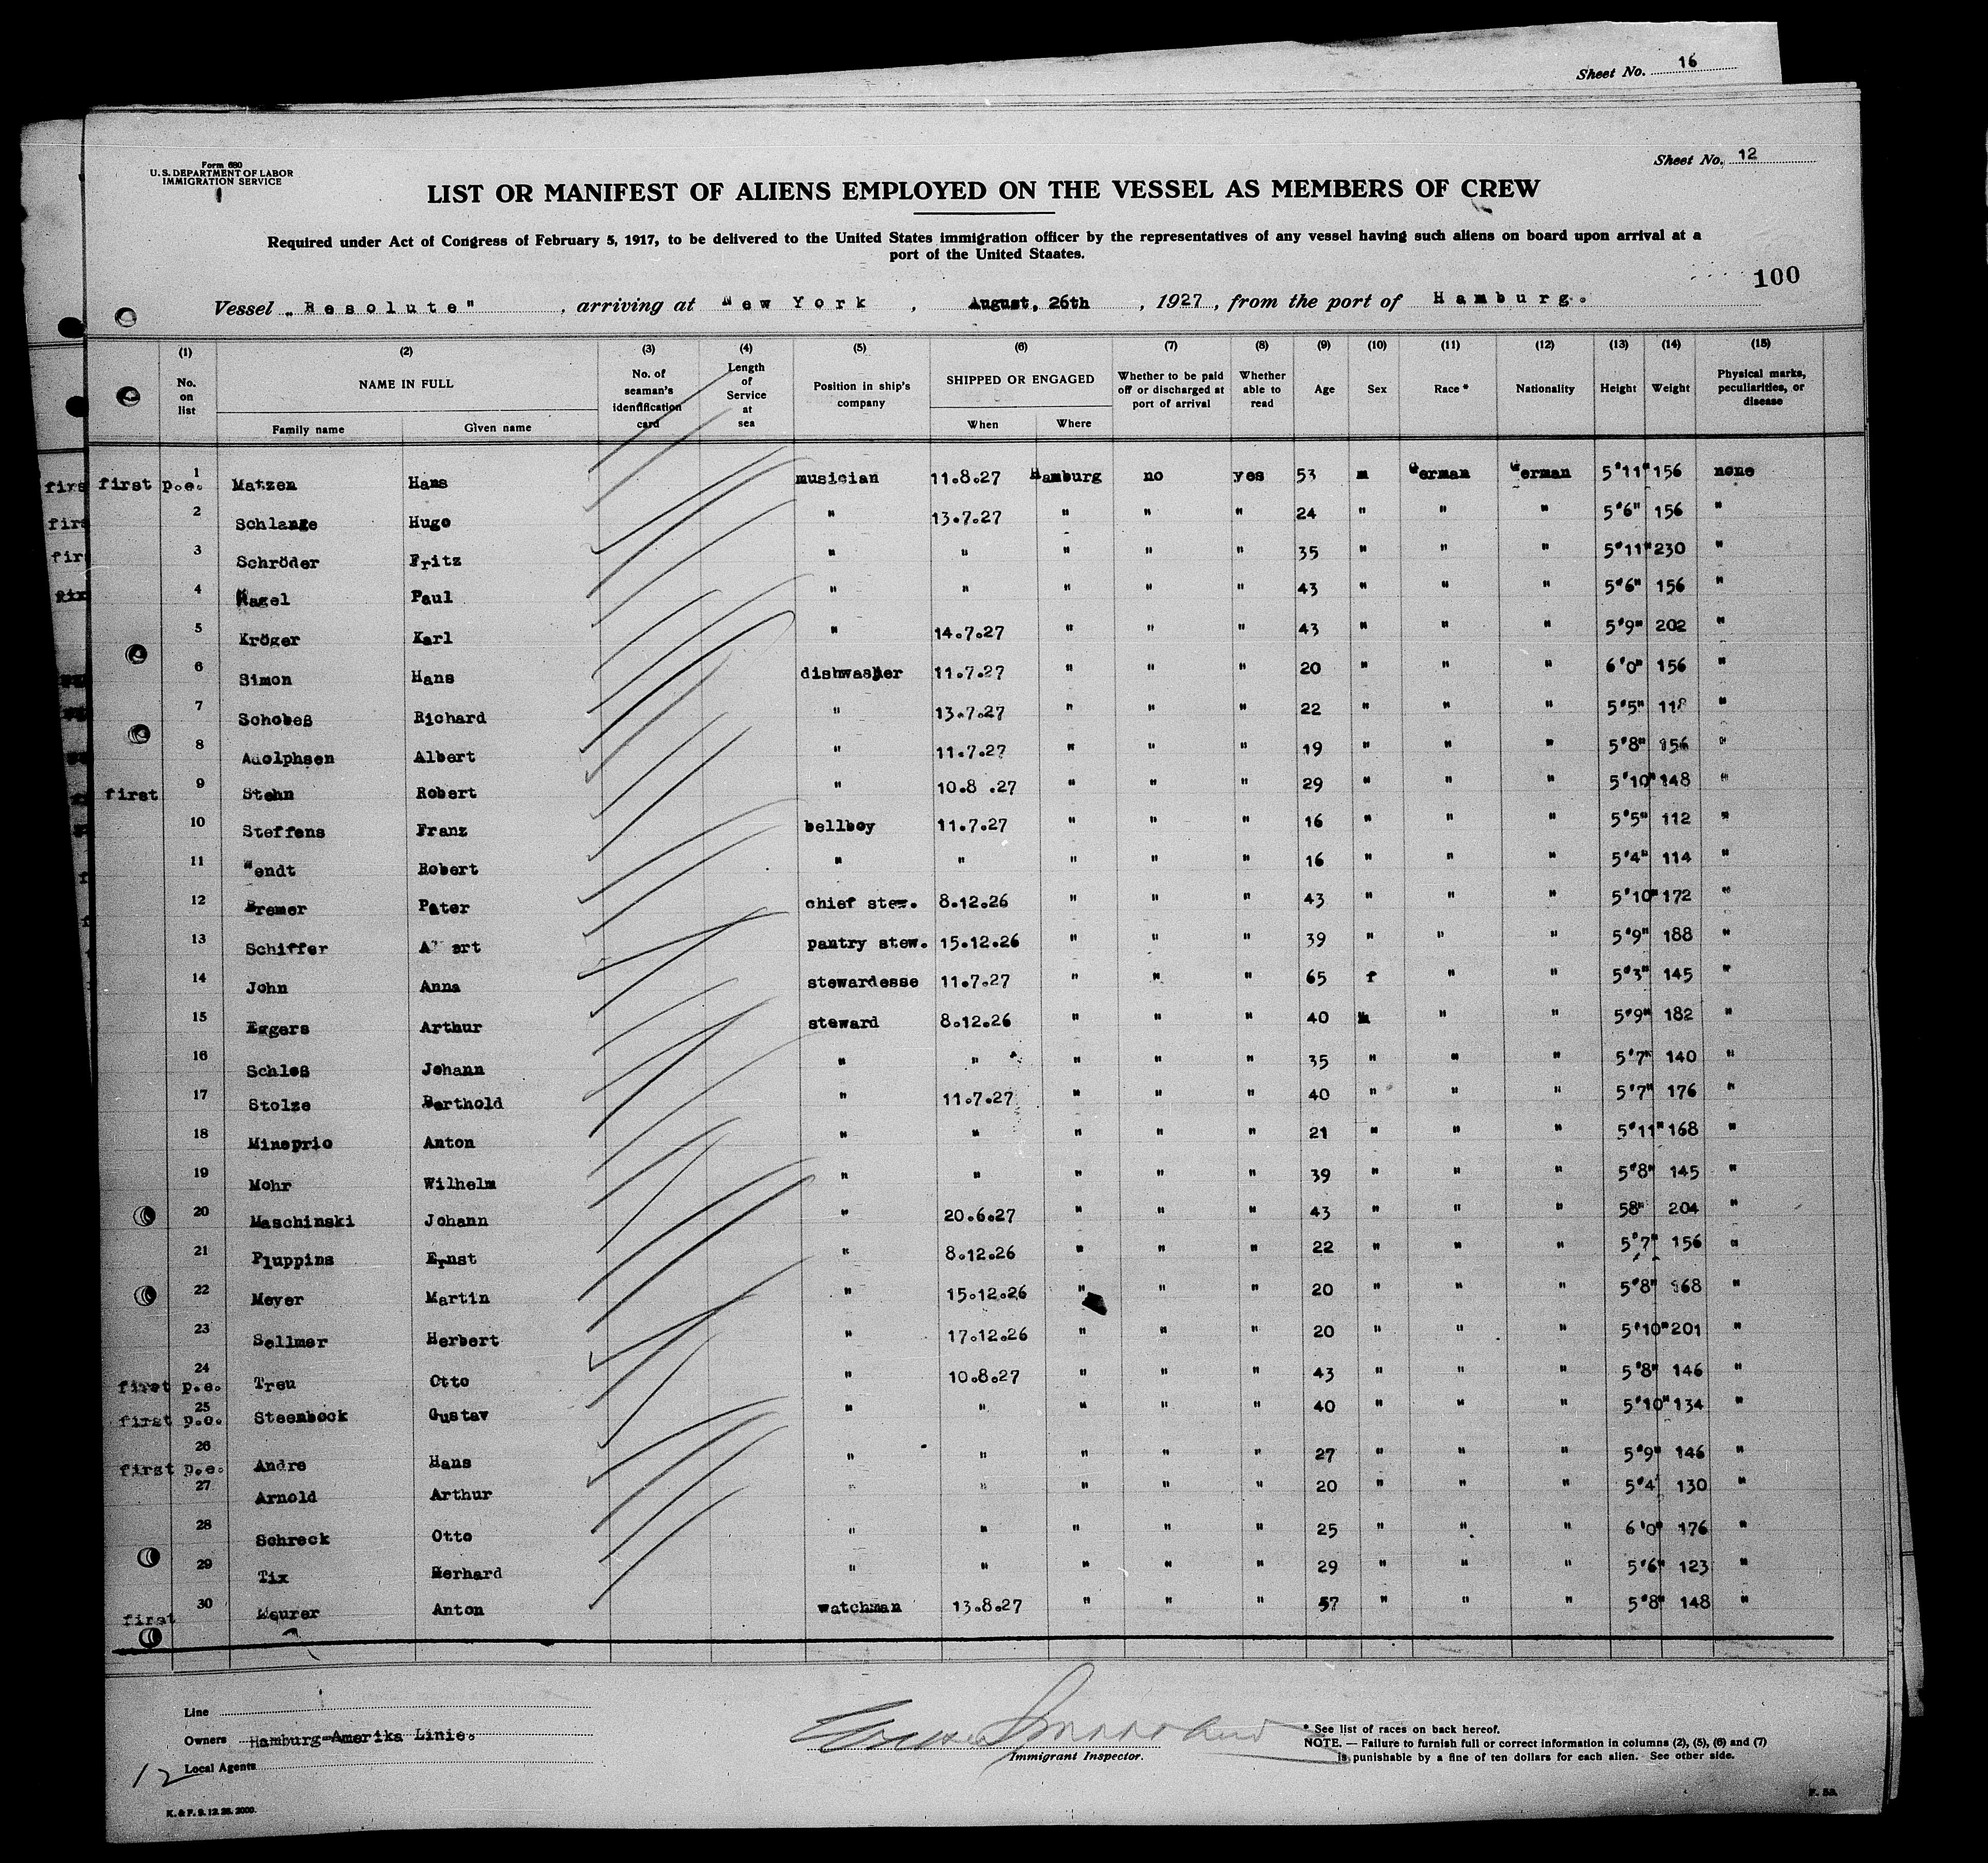 Sheet No. 16
Sheet No. 12
Form 680
U. S. DEPARTMENT OF LABOR
IMMIGRATION SERVICE
LIST OR MANIFEST OF ALIENS EMPLOYED ON THE VESSEL AS MEMBERS OF CREW
Required under Act of Congress of February 5, 1917, to be delivered to the United States immigration officer by the representatives of any vessel having such aliens on board upon arrival at a
port of the United Staates.
100
Vessel „Resolute" , arriving at New York , August, 26th , 1927 , from the port of Hamburg.
(1) (2) (3) (4) (5) (6) (7) (8) (9) (10) (11) (12) (13) (14) (15)
No. on list NAME IN FULL Family name Given name No. of seaman's identification card Length of Service at sea Position in ship's company SHIPPED OR ENGAGED When Where Whether to be paid off or discharged at port of arrival Whether able to read Age Sex Race * Nationality Height Weight Physical marks, peculiarities, or disease
first p.e. 1 Matzen Hans musician 11.8.27 Hamburg no yes 53 m German German 5'11" 156 none
2 Schlange Hugo " 13.7.27 " " " 24 " " " 5'6" 156 "
3 Schröder Fritz " " " " " 35 " " " 5'11" 230 "
4 Nagel Paul " " " " " 43 " " " 5'6" 156 "
5 Kröger Karl " 14.7.27 " " " 43 " " " 5'9" 202 "
6 Simon Hans dishwasher 11.7.27 " " " 20 " " " 6'0" 156 "
7 Schobeß Richard " 13.7.27 " " " 22 " " " 5'5" 118 "
8 Adolphsen Albert " 11.7.27 " " " 19 " " " 5'8" 156 "
first 9 Stehn Robert " 10.8 .27 " " " 29 " " " 5'10" 148 "
10 Steffens Franz bellboy 11.7.27 " " " 16 " " " 5'5" 112 "
11 Wendt Robert " " " " " 16 " " " 5'4" 114 "
12 Bremer Peter chief stew. 8.12.26 " " " 43 " " " 5'10" 172 "
13 Schiffer pantry stew. 15.12.26 " " " 39 " " " 5'9" 188 "
14 John Anna stewardesse 11.7.27 " " " 65 f " " 5'3" 145 "
15 Eggers Arthur steward 8.12.26 " " " 40 m " " 5'9" 182 "
16 Schloß Johann " " " " " 35 " " " 5'7" 140 "
17 Stolze Berthold " 11.7.27 " " " 40 " " " 5'7" 176 "
18 Minoprio Anton " " " " " 21 " " " 5'11" 168 "
19 Mohr Wilhelm " " " " " 39 " " " 5'8" 145 "
20 Maschinski Johann " 20.6.27 " " " 43 " " " 58" 204 "
21 Pluppins Ernst " 8.12.26 " " " 22 " " " 5'7" 156 "
22 Meyer Martin " 15.12.26 " " " 20 " " " 5'8" 168 "
23 Sellmer Herbert " 17.12.26 " " " 20 " " " 5'10" 201 "
first p.e. 24 Treu Otto " 10.8.27 " " " 43 " " " 5'8" 146 "
first p.e. 25 Steenbock Gustav " " " " " 40 " " " 5'10" 134 "
first p.e. 26 Andre Hans " " " " " 27 " " " 5'9" 146 "
27 Arnold Arthur " " " " " 20 " " " 5'4 130 "
28 Schreck Otto " " " " " 25 " " " 6'0" 176 "
29 Tix Gerhard " " " " " 29 " " " 5'6" 123 "
first 30 Meurer Anton watchman 13.8.27 " " " 57 " " " 5'8" 148 "
Line
Owners Hamburg-Amerika Linie.
Local Agents
12
Immigrant Inspector.
* See list of races on back hereof.
NOTE. — Failure to furnish full or correct information in columns (2), (5), (6) and (7)
is punishable by a fine of ten dollars for each alien. See other side.
K. & F. 9. 12. 26. 2000.
F. 53.